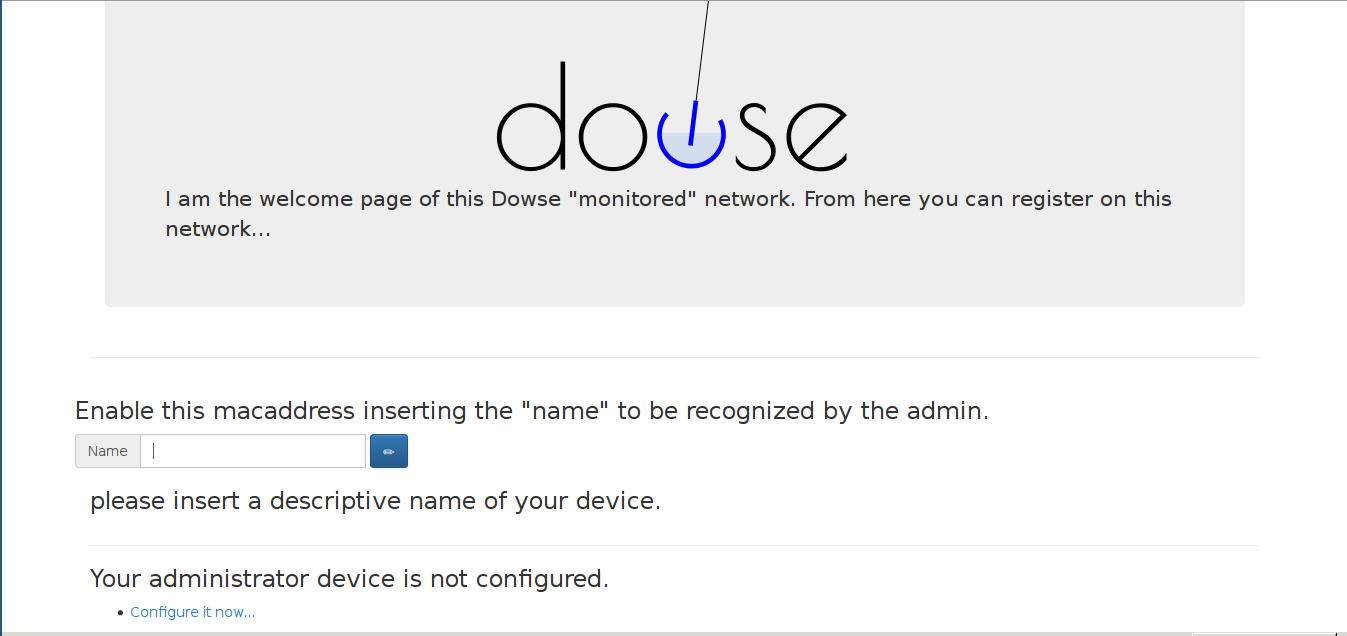 dowse
I am the welcome page of this Dowse "monitored" network. From here you can register on this
network...
Enable this macaddress inserting the "name" to be recognized by the admin.
Name
please insert a descriptive name of your device.
Your administrator device is not configured.
Configure it now...